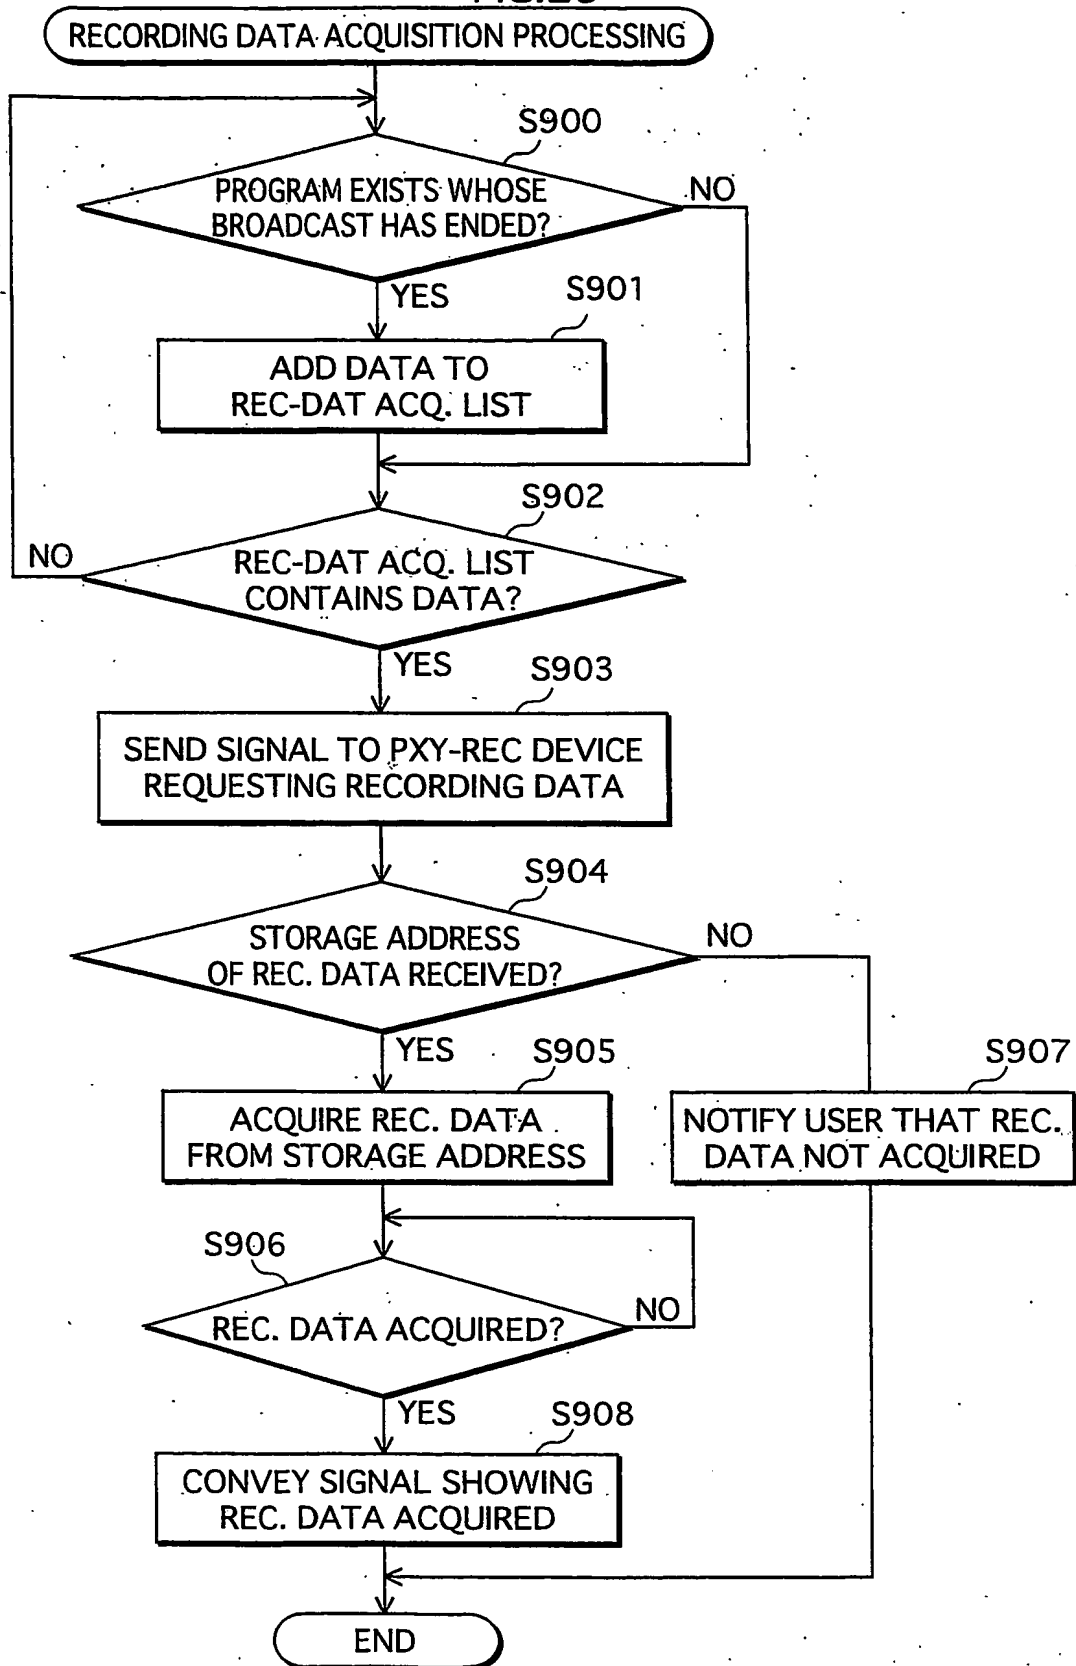 RECORDING DATA ACQUISITION PROCESSING
S900
PROGRAM EXISTS WHOSE
BROADCAST HAS ENDED?
NO
YES
S901
ADD DATA TO
REC-DAT ACQ. LIST
S902
NO
REC-DAT ACQ. LIST
CONTAINS DATA?
YES
S903
SEND SIGNAL TO PXY-REC DEVICE
REQUESTING RECORDING DATA
S904
STORAGE ADDRESS
OF REC. DATA RECEIVED?
NO
YES
S905
ACQUIRE REC. DATA
FROM STORAGE ADDRESS
S907
NOTIFY USER THAT REC.
DATA NOT ACQUIRED
S906
REC. DATA ACQUIRED?
NO
YES
S908
CONVEY SIGNAL SHOWING
REC. DATA ACQUIRED
END